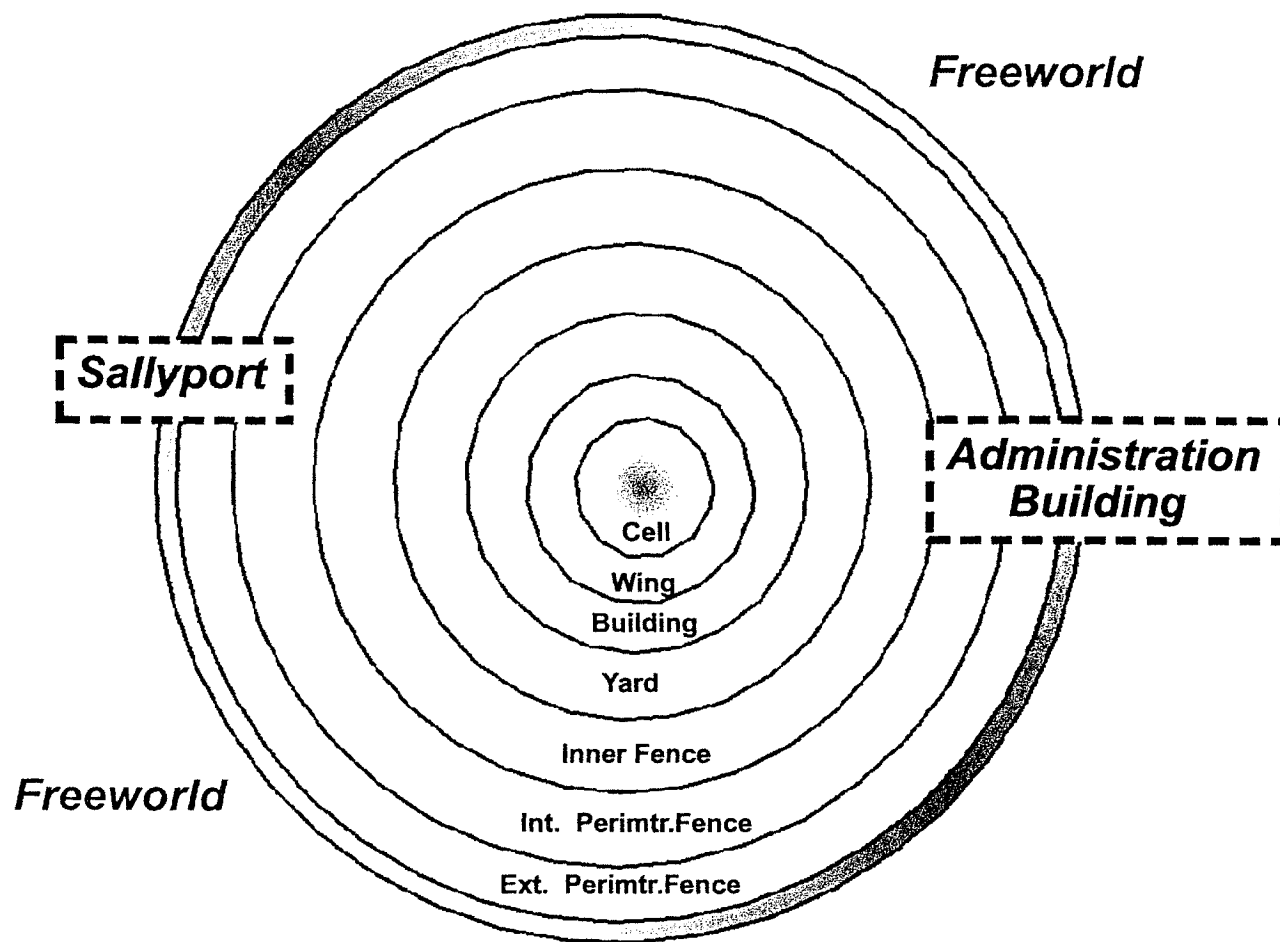 Freeworld
Sallyport
Administration
Building
Cell
Wing
Building
Yard
Inner Fence
Freeworld
Int. Perimtr.Fence
Ext. Perimtr.Fence